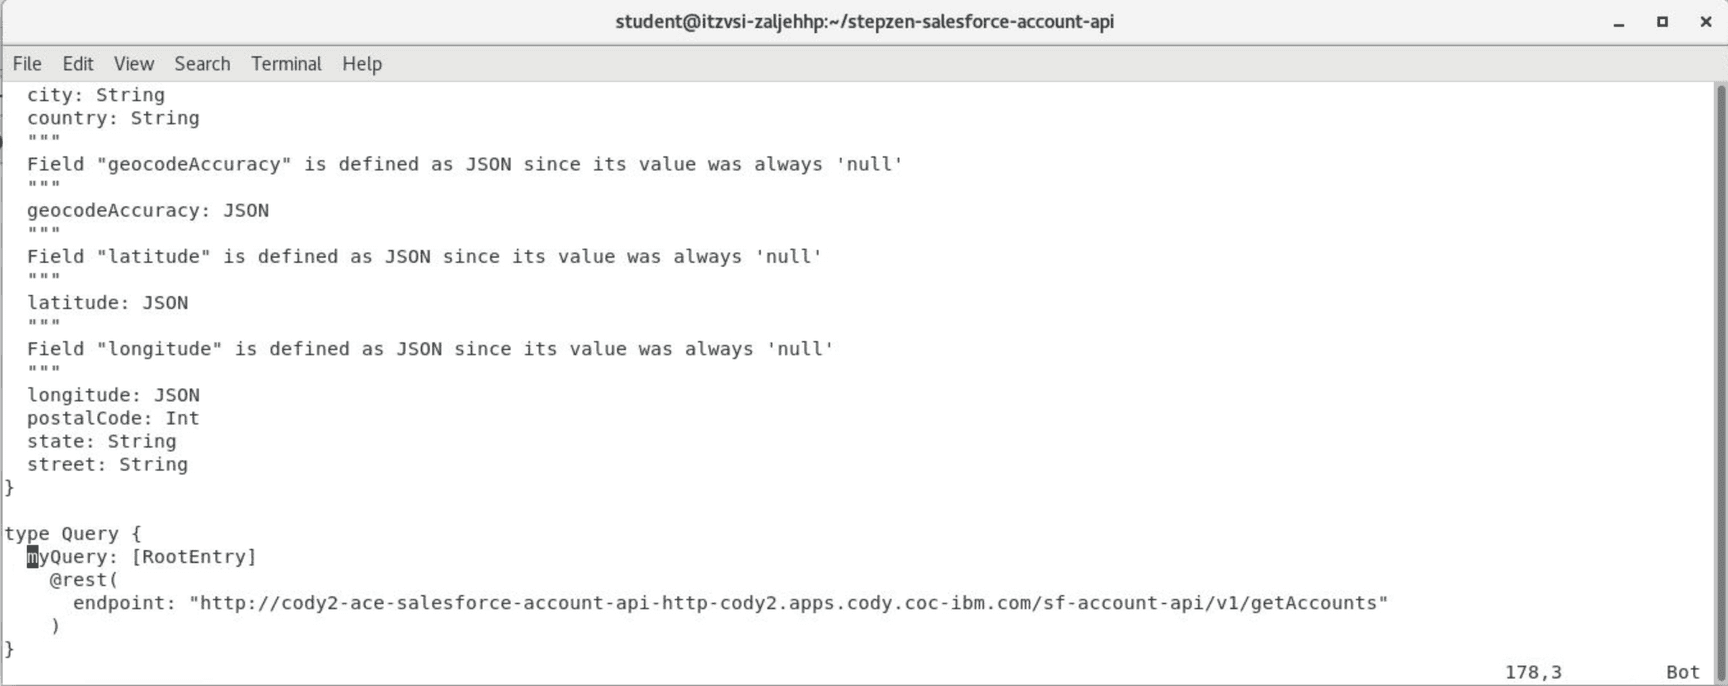 student@itzvsi-zaljehhp:~/stepzen-salesforce-account-api
File Edit View Search Terminal Help
  city: String
  country: String
  """
  Field "geocodeAccuracy" is defined as JSON since its value was always 'null'
  """
  geocodeAccuracy: JSON
  """
  Field "latitude" is defined as JSON since its value was always 'null'
  """
  latitude: JSON
  """
  Field "longitude" is defined as JSON since its value was always 'null'
  """
  longitude: JSON
  postalCode: Int
  state: String
  street: String
}

type Query {
  myQuery: [RootEntry]
    @rest(
      endpoint: "http://cody2-ace-salesforce-account-api-http-cody2.apps.cody.coc-ibm.com/sf-account-api/v1/getAccounts"
    )
}
178,3 Bot